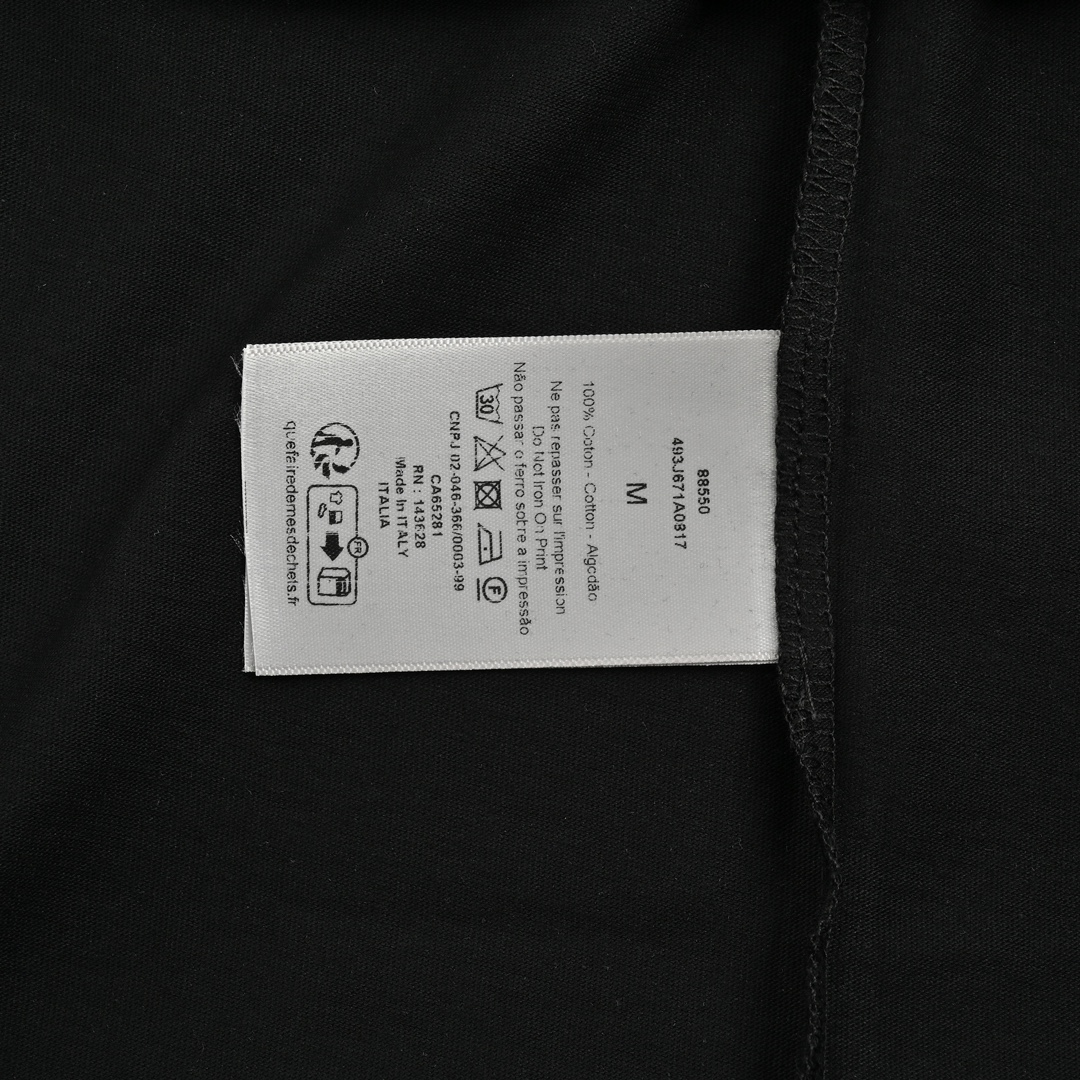 88550
493J671A0817
M
100% Coton - Cotton - Algodão
Ne pas repasser sur l'impression
Do Not Iron On Print
Não passar o ferro sobre a impressão
30
F
CNPJ 02-046-366/0003-99
CA65281
RN : 143628
Made In ITALY
ITALIA
FR
quefairedemesdechets.fr